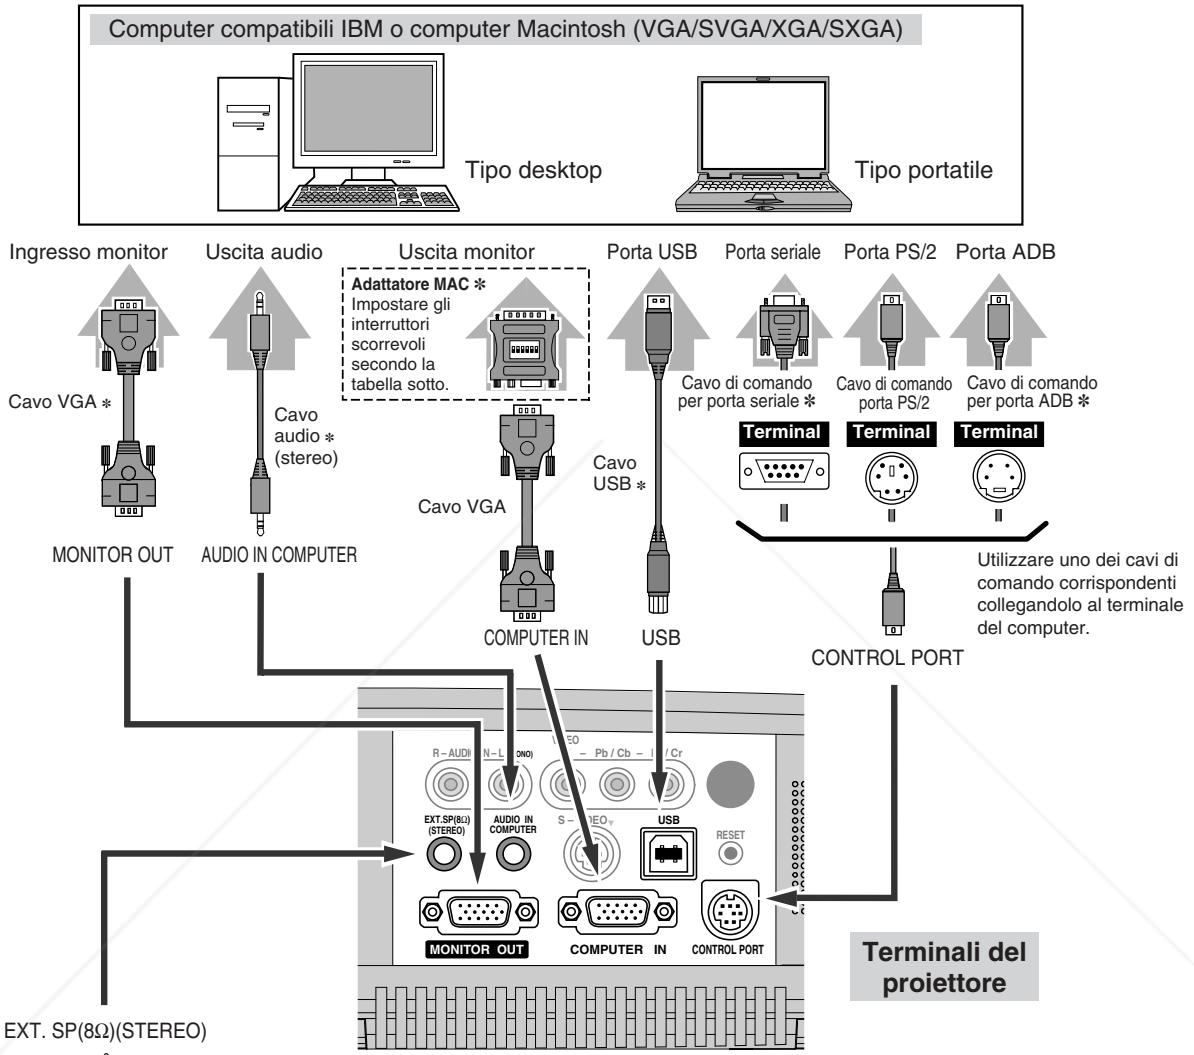 Computer compatibili IBM o computer Macintosh (VGA/SVGA/XGA/SXGA)
Tipo desktop
Tipo portatile
Ingresso monitor
Uscita audio
Uscita monitor
Porta USB
Porta seriale
Porta PS/2
Porta ADB
Adattatore MAC ✻
Impostare gli
interruttori
scorrevoli
secondo la
tabella sotto.
Cavo VGA ✻
Cavo
audio ✻
(stereo)
Cavo VGA
Cavo
USB ✻
Cavo di comando
per porta seriale ✻
Cavo di comando
porta PS/2
Cavo di comando
per porta ADB ✻
Terminal
Terminal
Terminal
MONITOR OUT
AUDIO IN COMPUTER
COMPUTER IN
USB
Utilizzare uno dei cavi di
comando corrispondenti
collegandolo al terminale
del computer.
CONTROL PORT
R – AUDIO
– L
– Pb / Cb –
/ Cr
EXT.SP(8Ω)
(STEREO)
AUDIO IN
COMPUTER
S –
USB
RESET
MONITOR OUT
COMPUTER IN
CONTROL PORT
Terminali del
proiettore
EXT. SP(8Ω)(STEREO)